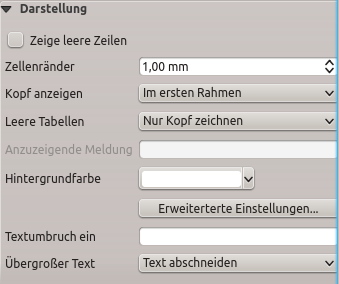 Darstellung
Zeige leere Zeilen
Zellenränder 1,00 mm
Kopf anzeigen Im ersten Rahmen
Leere Tabellen Nur Kopf zeichnen
Anzuzeigende Meldung
Hintergrundfarbe
Erweiterterte Einstellungen...
Textumbruch ein
Übergroßer Text Text abschneiden